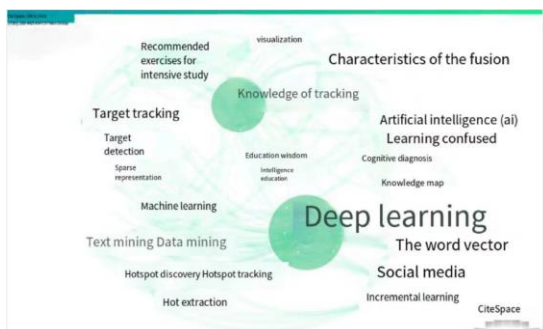 visualization
Recommended
exercises for
intensive study
Characteristics of the fusion
Knowledge of tracking
Target tracking
Artificial intelligence (ai)
Target
detection
Learning confused
Education wisdom
Cognitive diagnosis
Sparse
representation
Intelligence
education
Knowledge map
Machine learning
Deep learning
Text mining Data mining
The word vector
Hotspot discovery Hotspot tracking
Social media
Hot extraction
Incremental learning
CiteSpace